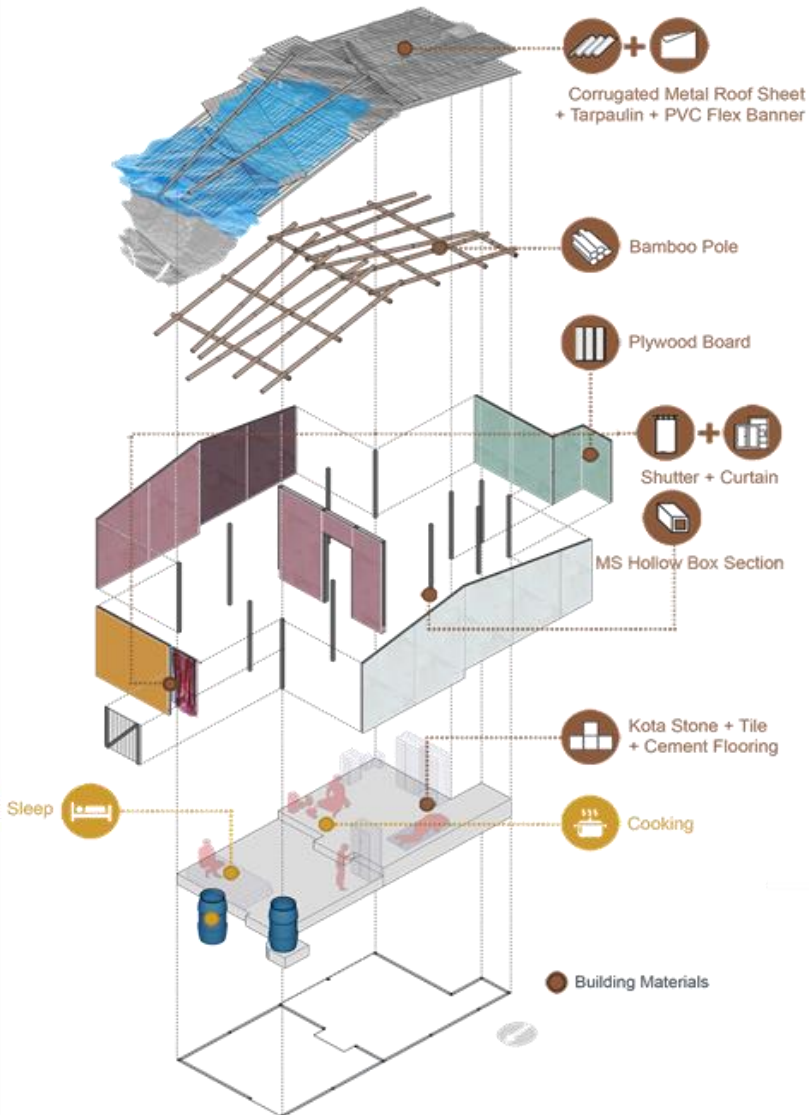 Corrugated Metal Roof Sheet
+ Tarpaulin + PVC Flex Banner
Bamboo Pole
Plywood Board
Shutter + Curtain
MS Hollow Box Section
Kota Stone + Tile
+ Cement Flooring
Sleep
Cooking
Building Materials